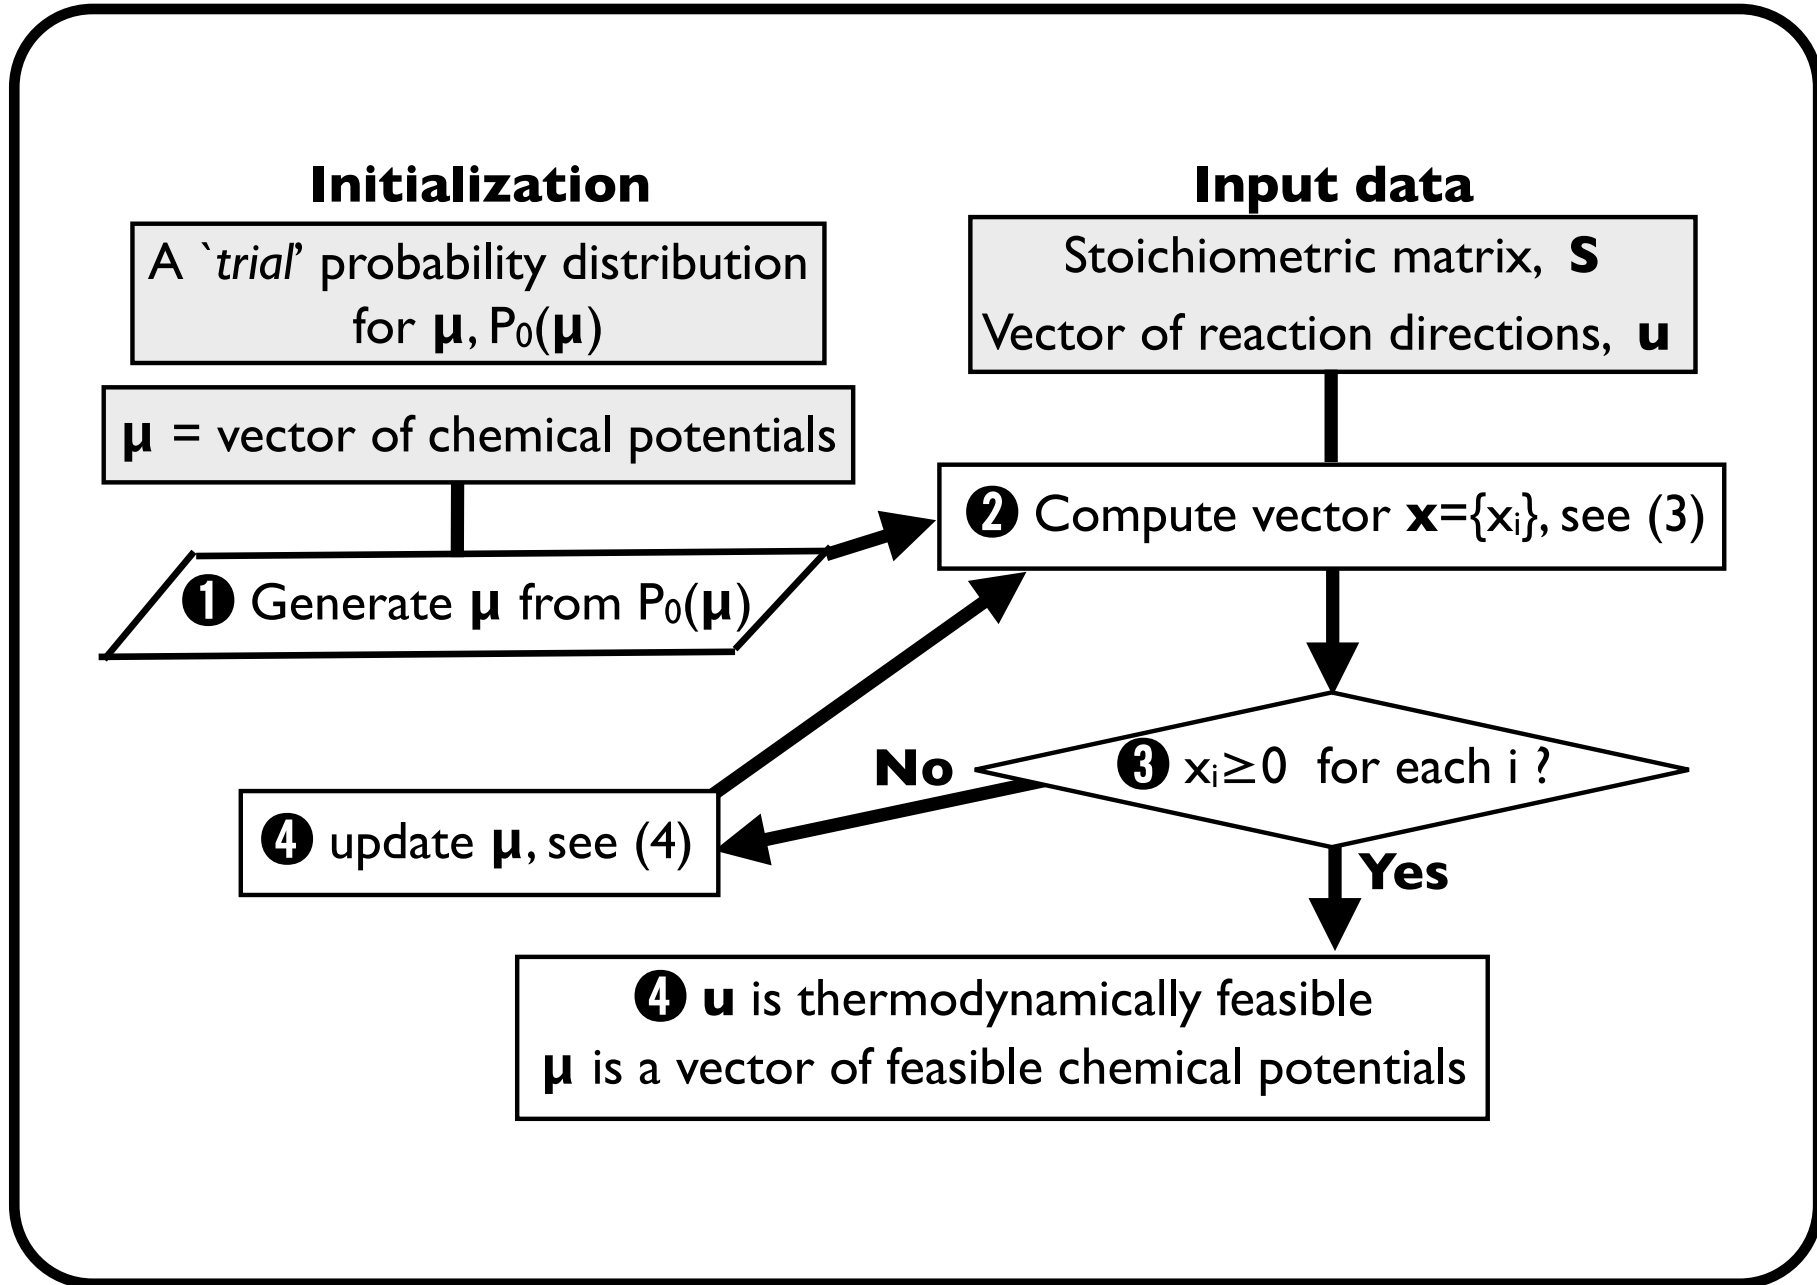 Initialization
A `trial' probability distribution
for μ, P₀(μ)
μ = vector of chemical potentials
❶ Generate μ from P₀(μ)
Input data
Stoichiometric matrix, S
Vector of reaction directions, u
❷ Compute vector x={xᵢ}, see (3)
❸ xᵢ≥0 for each i ?
No
❹ update μ, see (4)
Yes
❹ u is thermodynamically feasible
μ is a vector of feasible chemical potentials